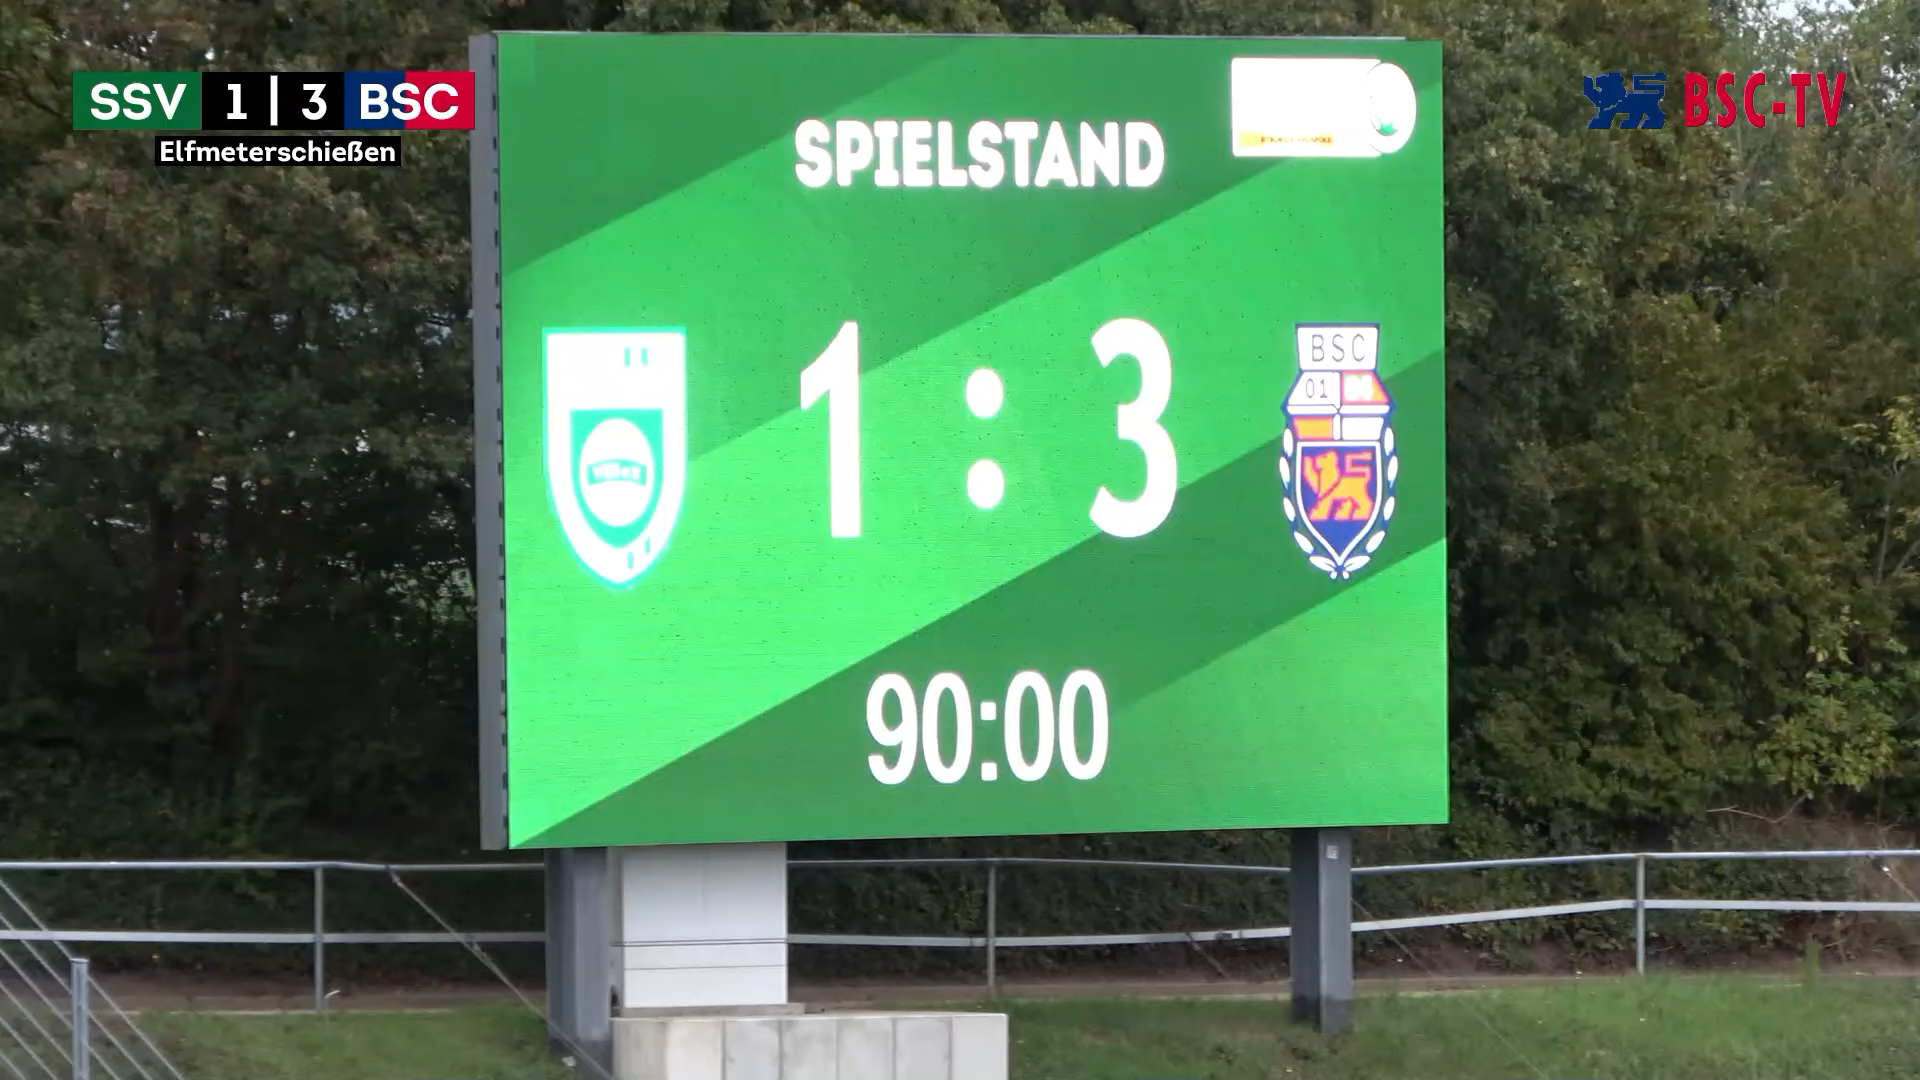 SSV 1 | 3 BSC
Elfmeterschießen
BSC-TV
SPIELSTAND
1 : 3
BSC
01
90:00